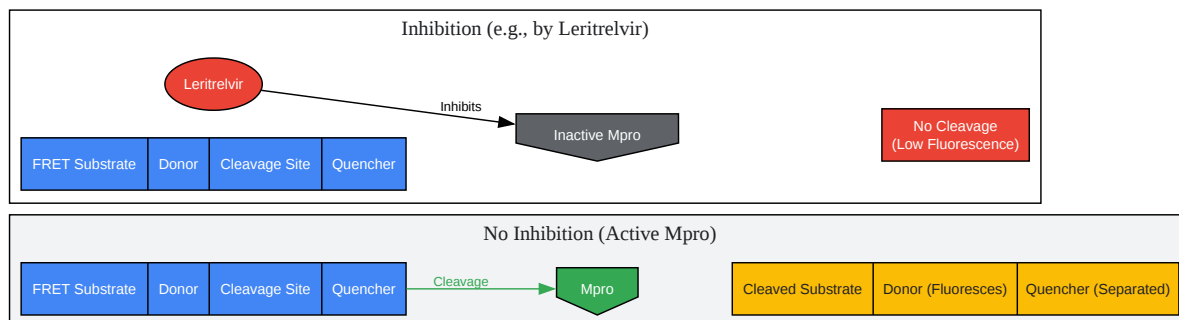 Inhibition (e.g., by Leritrelvir)
Leritrelvir
Inhibits
Inactive Mpro
No Cleavage
(Low Fluorescence)
FRET Substrate
Donor
Cleavage Site
Quencher
No Inhibition (Active Mpro)
FRET Substrate
Donor
Cleavage Site
Quencher
Cleavage
Mpro
Cleaved Substrate
Donor (Fluoresces)
Quencher (Separated)